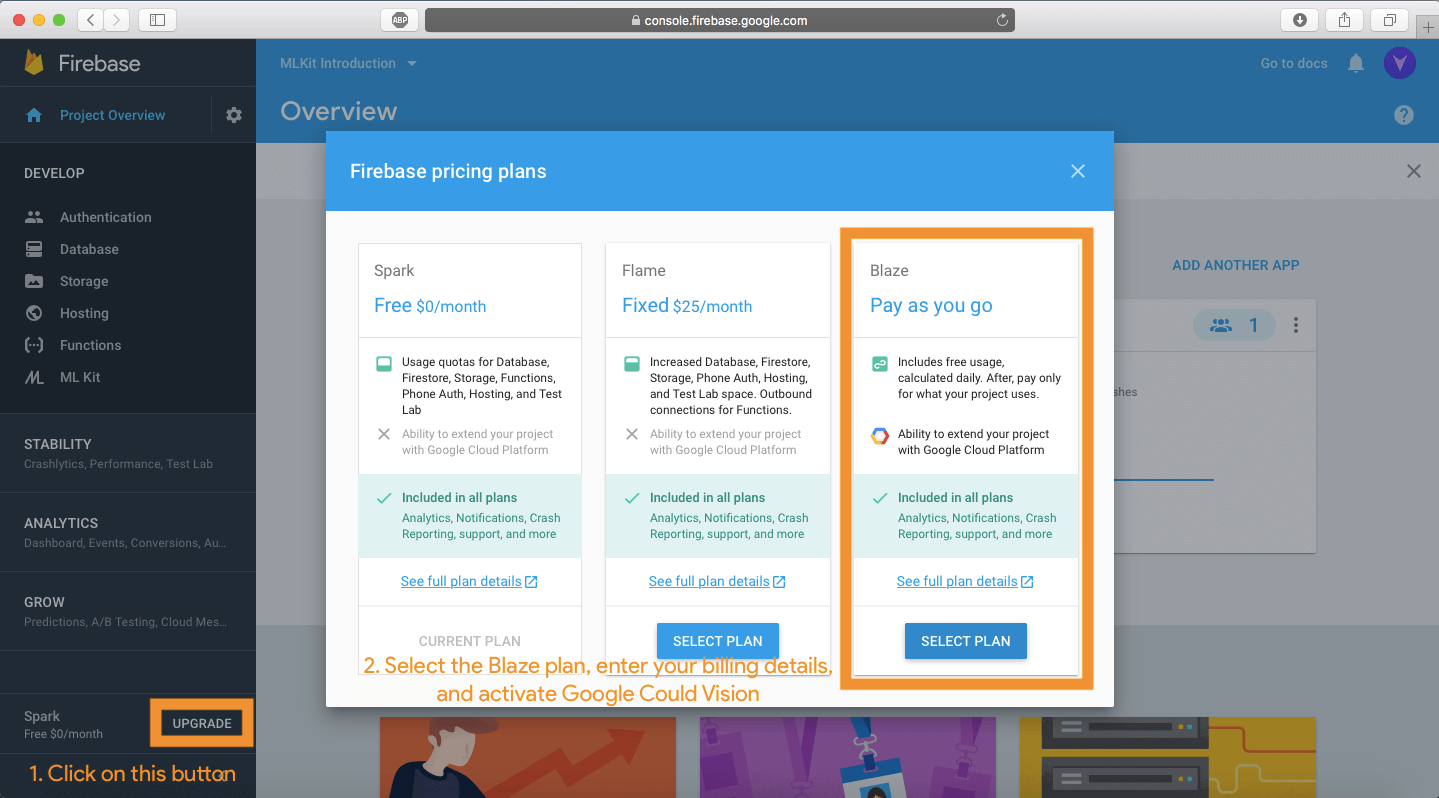 ABP
console.firebase.google.com
Firebase
MLKit Introduction
Go to docs
Project Overview
Overview
DEVELOP
Authentication
Database
Storage
Hosting
Functions
ML Kit
STABILITY
Crashlytics, Performance, Test Lab
ANALYTICS
Dashboard, Events, Conversions, Au...
GROW
Predictions, A/B Testing, Cloud Mes...
Spark
Free $0/month
UPGRADE
1. Click on this button
Firebase pricing plans
Spark
Free $0/month
Usage quotas for Database,
Firestore, Storage, Functions,
Phone Auth, Hosting, and Test
Lab
Ability to extend your project
with Google Cloud Platform
Included in all plans
Analytics, Notifications, Crash
Reporting, support, and more
See full plan details
CURRENT PLAN
Flame
Fixed $25/month
Increased Database, Firestore,
Storage, Phone Auth, Hosting,
and Test Lab space. Outbound
connections for Functions.
Ability to extend your project
with Google Cloud Platform
Included in all plans
Analytics, Notifications, Crash
Reporting, support, and more
See full plan details
SELECT PLAN
Blaze
Pay as you go
Includes free usage,
calculated daily. After, pay only
for what your project uses.
Ability to extend your project
with Google Cloud Platform
Included in all plans
Analytics, Notifications, Crash
Reporting, support, and more
See full plan details
SELECT PLAN
2. Select the Blaze plan, enter your billing details,
and activate Google Could Vision
ADD ANOTHER APP
1
shes